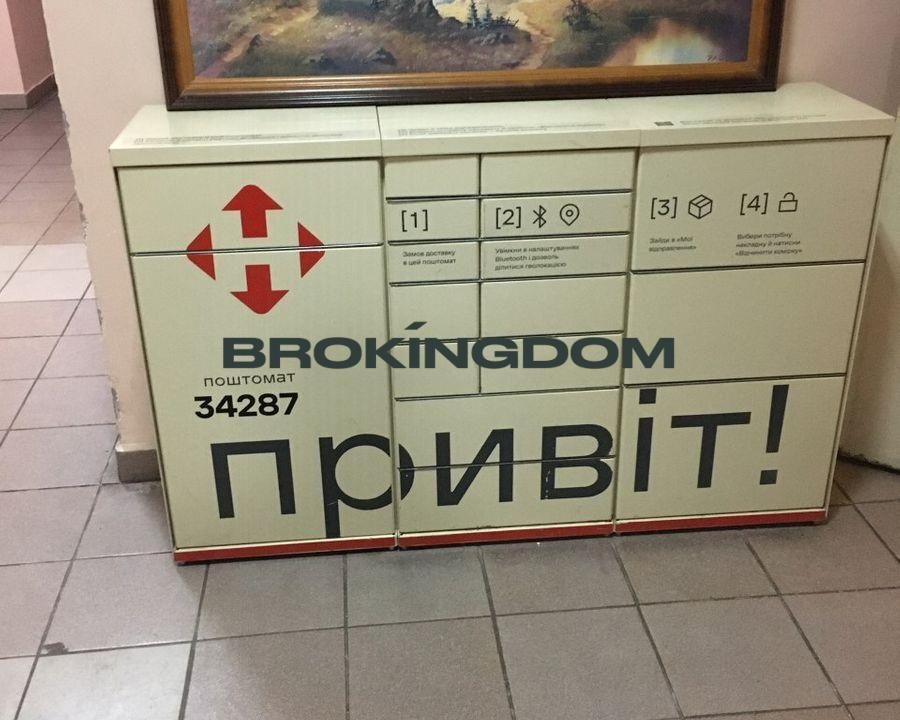 [1]
Замов доставку
в цей поштомат
[2]
Увімкни в налаштуваннях
Bluetooth і дозволь
ділитися геолокацією
[3]
Зайди в «Мої
відправлення»
[4]
Вибери потрібну
накладну й натисни
«Відчинити комірку»
BROKINGDOM
поштомат
34287
привіт!